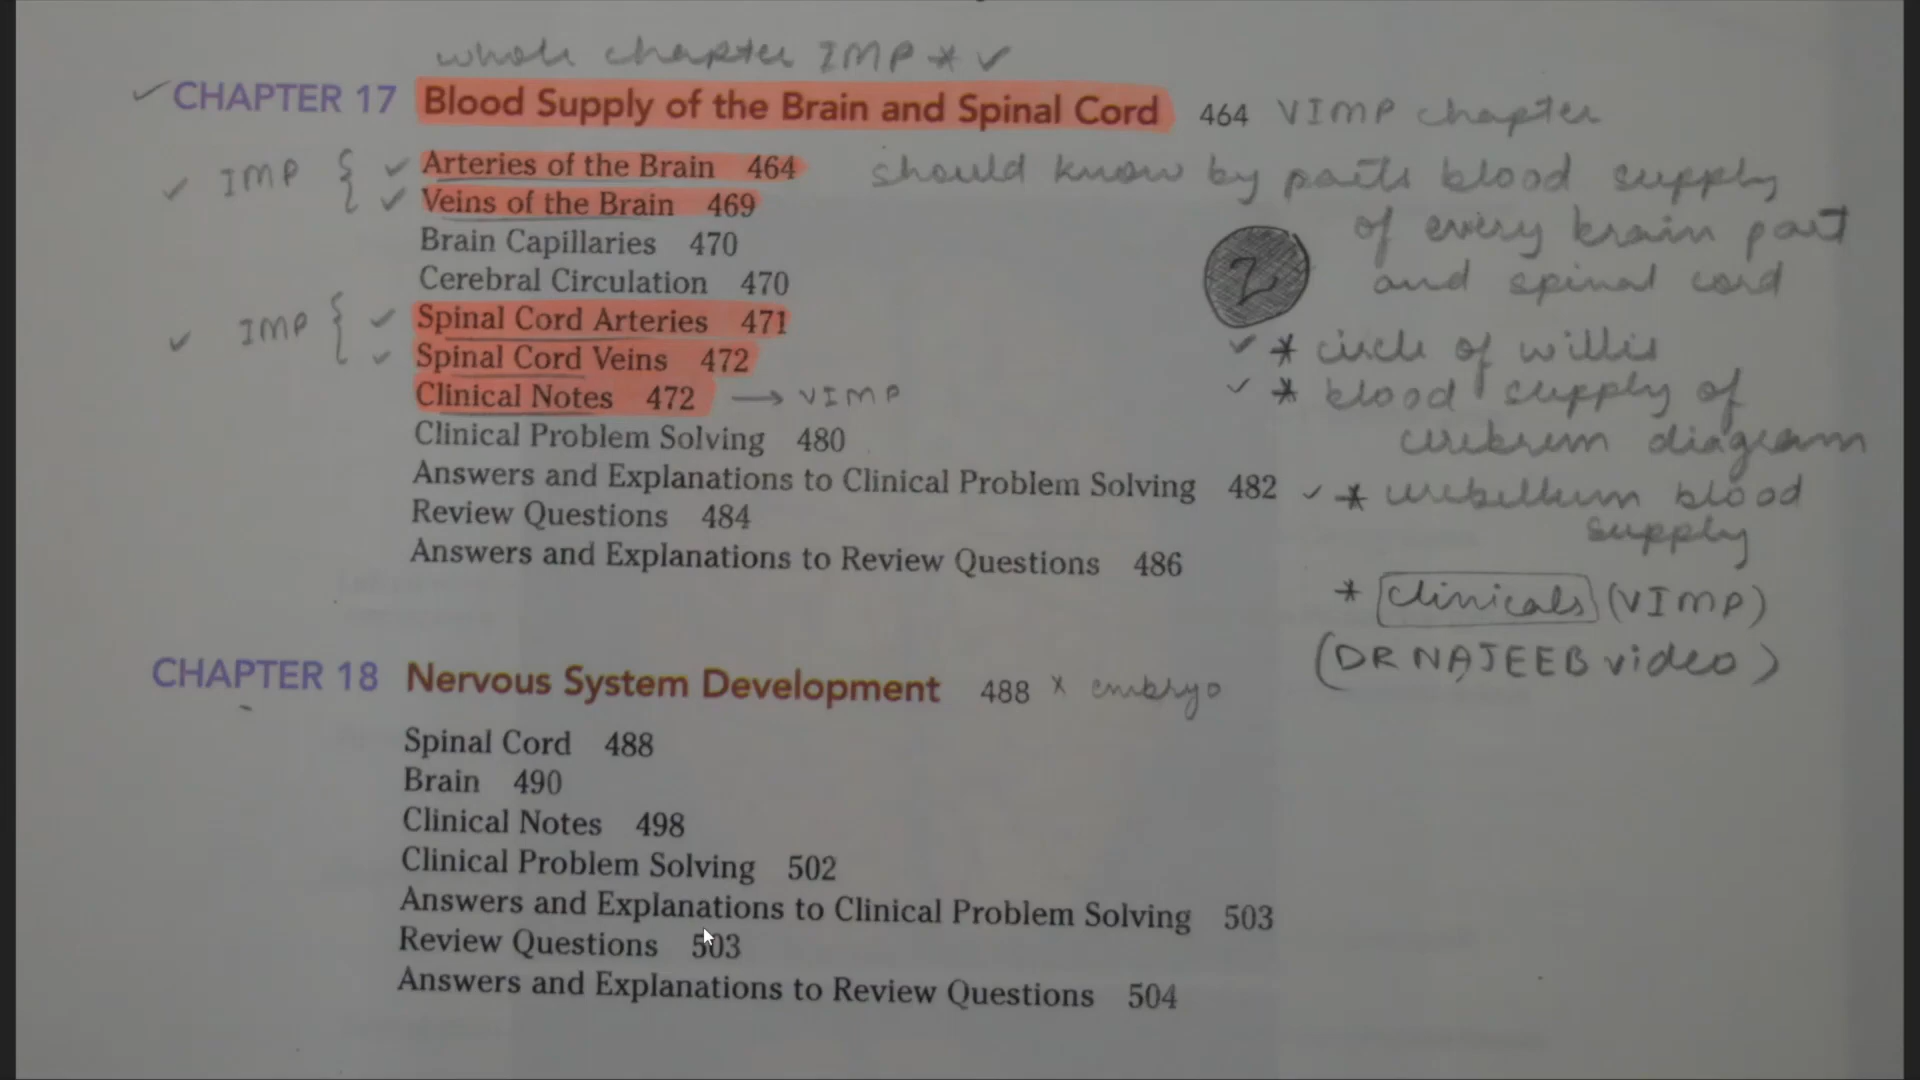 whole chapter IMP * ✓
✓ CHAPTER 17 Blood Supply of the Brain and Spinal Cord 464 VIMP chapter
✓ IMP { ✓ Arteries of the Brain 464 should know by parts blood supply
✓ Veins of the Brain 469 of every brain part
Brain Capillaries 470 and spinal cord
Cerebral Circulation 470
2
✓ IMP { ✓ Spinal Cord Arteries 471
✓ Spinal Cord Veins 472
✓ * circle of willis
Clinical Notes 472 → VIMP
✓ * blood supply of
cerebrum diagram
Clinical Problem Solving 480
Answers and Explanations to Clinical Problem Solving 482
✓ * cerebellum blood
supply
Review Questions 484
Answers and Explanations to Review Questions 486
* clinicals (VIMP)
(DR NAJEEB video)
CHAPTER 18 Nervous System Development 488 x embryo
Spinal Cord 488
Brain 490
Clinical Notes 498
Clinical Problem Solving 502
Answers and Explanations to Clinical Problem Solving 503
Review Questions 503
Answers and Explanations to Review Questions 504